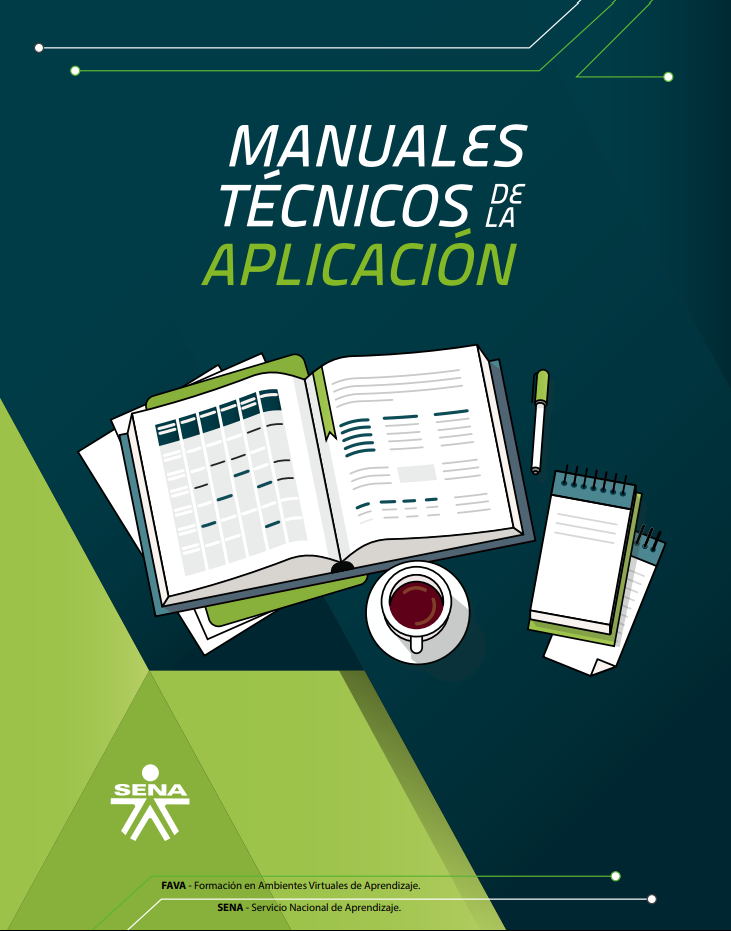 MANUALES
TÉCNICOS DE LA
APLICACIÓN
SENA
FAVA - Formación en Ambientes Virtuales de Aprendizaje.
SENA - Servicio Nacional de Aprendizaje.